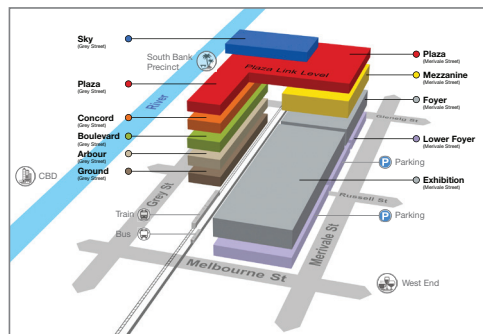 Sky
(Grey Street)
South Bank
Precinct
Plaza Link Level
Plaza
(Merivale Street)
Mezzanine
(Merivale Street)
Plaza
(Grey Street)
River
Foyer
(Merivale Street)
Concord
(Grey Street)
Glenelg St
Boulevard
(Grey Street)
Lower Foyer
(Merivale Street)
Arbour
(Grey Street)
P Parking
Ground
(Grey Street)
CBD
Exhibition
(Merivale Street)
Grey St
Russell St
Train
P Parking
Bus
Merivale St
Melbourne St
West End